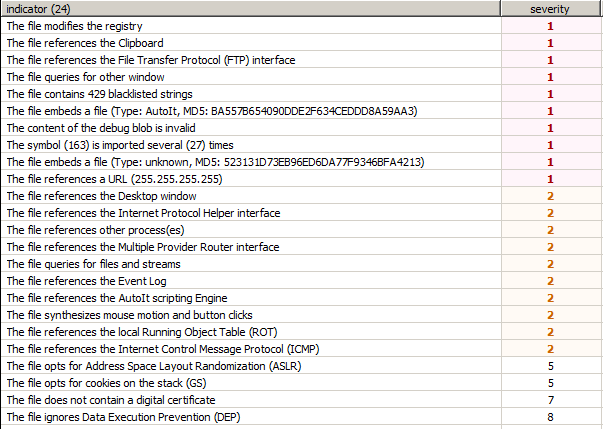 indicator (24) severity
The file modifies the registry 1
The file references the Clipboard 1
The file references the File Transfer Protocol (FTP) interface 1
The file queries for other window 1
The file contains 429 blacklisted strings 1
The file embeds a file (Type: AutoIt, MD5: BA557B654090DDE2F634CEDDD8A59AA3) 1
The content of the debug blob is invalid 1
The symbol (163) is imported several (27) times 1
The file embeds a file (Type: unknown, MD5: 523131D73EB96ED6DA77F9346BFA4213) 1
The file references a URL (255.255.255.255) 1
The file references the Desktop window 2
The file references the Internet Protocol Helper interface 2
The file references other process(es) 2
The file references the Multiple Provider Router interface 2
The file queries for files and streams 2
The file references the Event Log 2
The file references the AutoIt scripting Engine 2
The file synthesizes mouse motion and button clicks 2
The file references the local Running Object Table (ROT) 2
The file references the Internet Control Message Protocol (ICMP) 2
The file opts for Address Space Layout Randomization (ASLR) 5
The file opts for cookies on the stack (GS) 5
The file does not contain a digital certificate 7
The file ignores Data Execution Prevention (DEP) 8